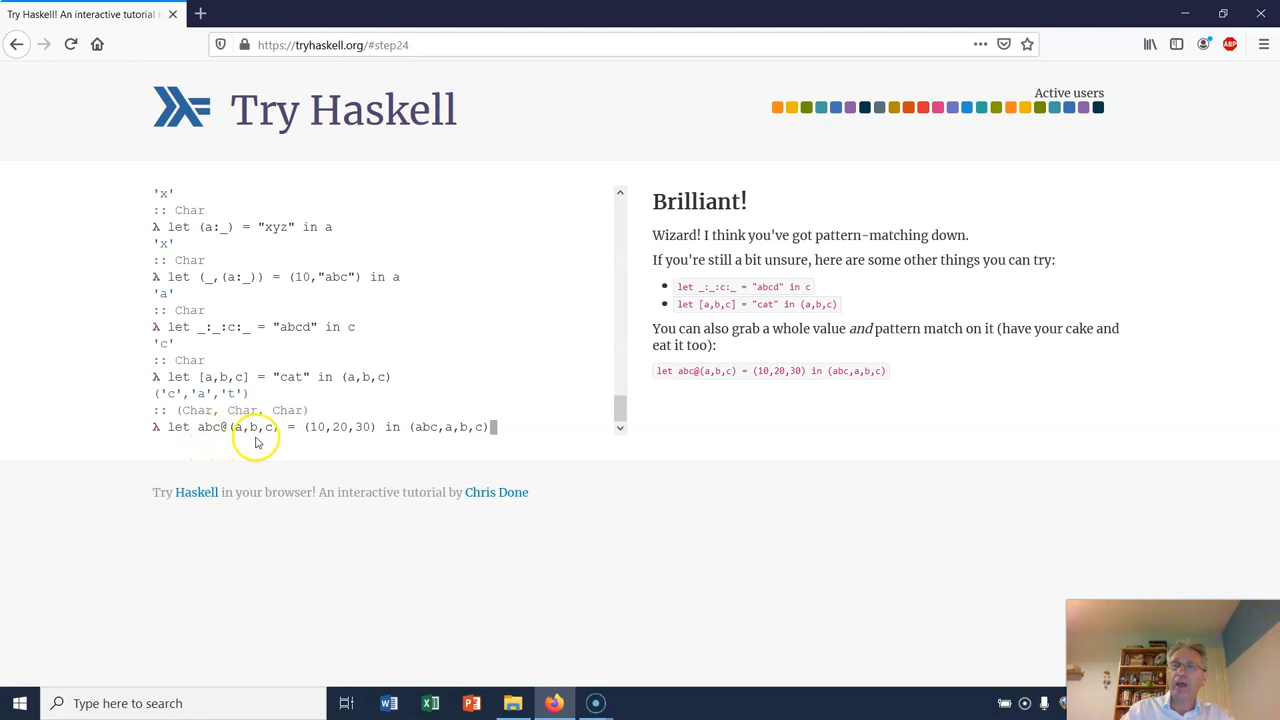 Try Haskell! An interactive tutorial i
https://tryhaskell.org/#step24
ABP
Try Haskell
Active users
'x'
:: Char
λ let (a:_) = "xyz" in a
'x'
:: Char
λ let (_,(a:_)) = (10,"abc") in a
'a'
:: Char
λ let _:_:c:_ = "abcd" in c
'c'
:: Char
λ let [a,b,c] = "cat" in (a,b,c)
('c','a','t')
:: (Char, Char, Char)
λ let abc@(a,b,c) = (10,20,30) in (abc,a,b,c)
Brilliant!
Wizard! I think you've got pattern-matching down.
If you're still a bit unsure, here are some other things you can try:
let _:_:c:_ = "abcd" in c
let [a,b,c] = "cat" in (a,b,c)
You can also grab a whole value and pattern match on it (have your cake and
eat it too):
let abc@(a,b,c) = (10,20,30) in (abc,a,b,c)
Try Haskell in your browser! An interactive tutorial by Chris Done
Type here to search